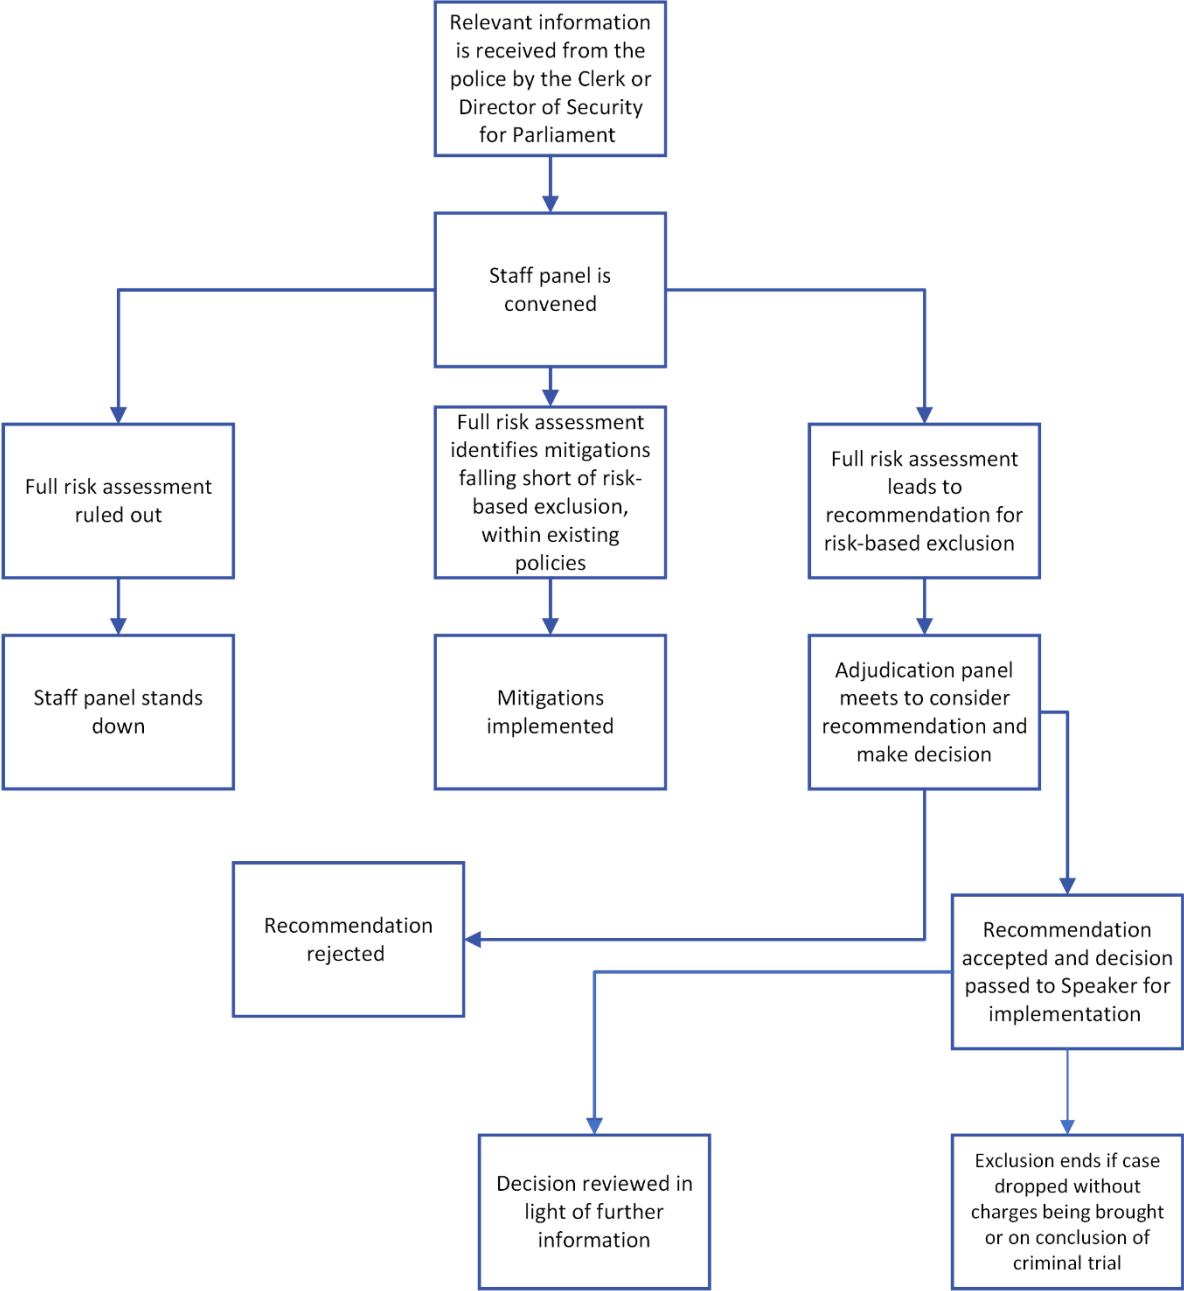 Relevant information
is received from the
police by the Clerk or
Director of Security
for Parliament
Staff panel is
convened
Full risk assessment
ruled out
Full risk assessment
identifies mitigations
falling short of risk-
based exclusion,
within existing
policies
Full risk assessment
leads to
recommendation for
risk-based exclusion
Staff panel stands
down
Mitigations
implemented
Adjudication panel
meets to consider
recommendation and
make decision
Recommendation
rejected
Recommendation
accepted and decision
passed to Speaker for
implementation
Decision reviewed in
light of further
information
Exclusion ends if case
dropped without
charges being brought
or on conclusion of
criminal trial